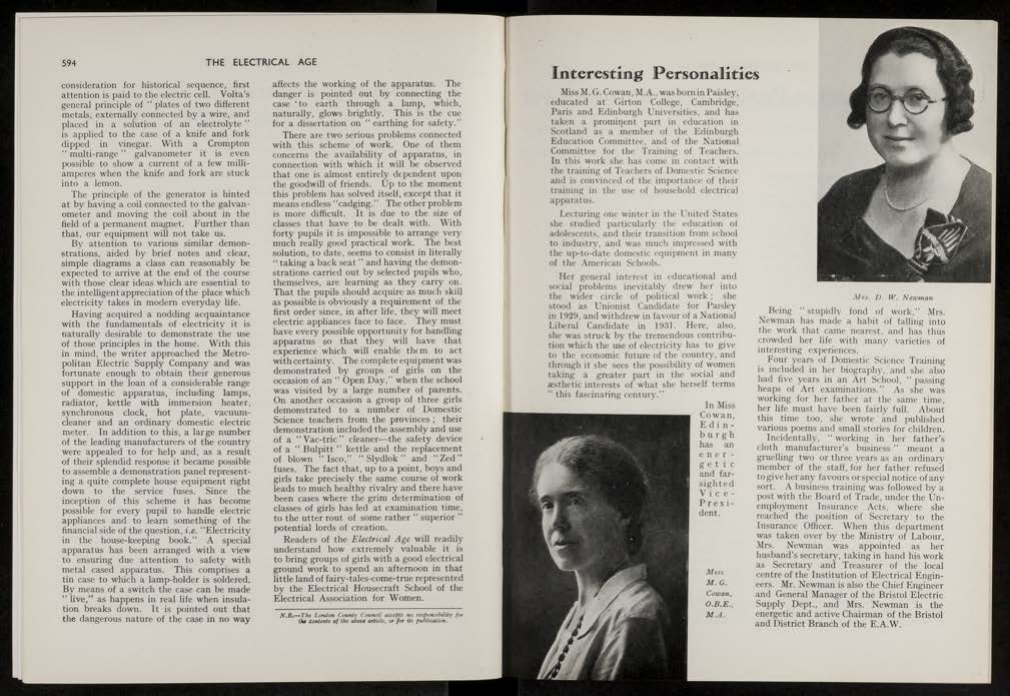 594
THE ELECTRICAL AGE
consideration for historical sequence, first
attention is paid to the electric cell. Volta's
general principle of " plates of two different
metals, externally connected by a wire, and
placed in a solution of an electrolyte "
is applied to the case of a knife and fork
dipped in vinegar. With a Crompton
" multi-range " galvanometer it is even
possible to show a current of a few milli-
amperes when the knife and fork are stuck
into a lemon.
The principle of the generator is hinted
at by having a coil connected to the galvan-
ometer and moving the coil about in the
field of a permanent magnet. Further than
that, our equipment will not take us.
By attention to various similar demon-
strations, aided by brief notes and clear,
simple diagrams a class can reasonably be
expected to arrive at the end of the course
with those clear ideas which are essential to
the intelligent appreciation of the place which
electricity takes in modern everyday life.
Having acquired a nodding acquaintance
with the fundamentals of electricity it is
naturally desirable to demonstrate the use
of those principles in the home. With this
in mind, the writer approached the Metro-
politan Electric Supply Company and was
fortunate enough to obtain their generous
support in the loan of a considerable range
of domestic apparatus, including lamps,
radiator, kettle with immersion heater,
synchronous clock, hot plate, vacuum-
cleaner and an ordinary domestic electric
meter. In addition to this, a large number
of the leading manufacturers of the country
were appealed to for help and, as a result
of their splendid response it became possible
to assemble a demonstration panel represent-
ing a quite complete house equipment right
down to the service fuses. Since the
inception of this scheme it has become
possible for every pupil to handle electric
appliances and to learn something of the
financial side of the question, i.e. "Electricity
in the house-keeping book." A special
apparatus has been arranged with a view
to ensuring due attention to safety with
metal cased apparatus. This comprises a
tin case to which a lamp-holder is soldered.
By means of a switch the case can be made
" live," as happens in real life when insula-
tion breaks down. It is pointed out that
the dangerous nature of the case in no way
affects the working of the apparatus. The
danger is pointed out by connecting the
case to earth through a lamp, which,
naturally, glows brightly. This is the cue
for a dissertation on " earthing for safety."
There are two serious problems connected
with this scheme of work. One of them
concerns the availability of apparatus, in
connection with which it will be observed
that one is almost entirely dependent upon
the goodwill of friends. Up to the moment
this problem has solved itself, except that it
means endless "cadging." The other problem
is more difficult. It is due to the size of
classes that have to be dealt with. With
forty pupils it is impossible to arrange very
much really good practical work. The best
solution, to date, seems to consist in literally
" taking a back seat " and having the demon-
strations carried out by selected pupils who,
themselves, are learning as they carry on.
That the pupils should acquire as much skill
as possible is obviously a requirement of the
first order since, in after life, they will meet
electric appliances face to face. They must
have every possible opportunity for handling
apparatus so that they will have that
experience which will enable them to act
with certainty. The complete equipment was
demonstrated by groups of girls on the
occasion of an " Open Day," when the school
was visited by a large number of parents.
On another occasion a group of three girls
demonstrated to a number of Domestic
Science teachers from the provinces ; their
demonstration included the assembly and use
of a " Vac-tric " cleaner—the safety device
of a " Bulpitt " kettle and the replacement
of blown " Isco," " Slydlok " and " Zed "
fuses. The fact that, up to a point, boys and
girls take precisely the same course of work
leads to much healthy rivalry and there have
been cases where the grim determination of
classes of girls has led at examination time,
to the utter rout of some rather " superior "
potential lords of creation.
Readers of the Electrical Age will readily
understand how extremely valuable it is
to bring groups of girls with a good electrical
ground work to spend an afternoon in that
little land of fairy-tales-come-true represented
by the Electrical Housecraft School of the
Electrical Association for Women.
N.B.—The London County Council accepts no responsibility for
the contents of the above article, or for its publication.
Interesting Personalities
Miss M. G. Cowan, M.A., was born in Paisley,
educated at Girton College, Cambridge,
Paris and Edinburgh Universities, and has
taken a prominent part in education in
Scotland as a member of the Edinburgh
Education Committee, and of the National
Committee for the Training of Teachers.
In this work she has come in contact with
the training of Teachers of Domestic Science
and is convinced of the importance of their
training in the use of household electrical
apparatus.
Lecturing one winter in the United States
she studied particularly the education of
adolescents, and their transition from school
to industry, and was much impressed with
the up-to-date domestic equipment in many
of the American Schools.
Her general interest in educational and
social problems inevitably drew her into
the wider circle of political work ; she
stood as Unionist Candidate for Paisley
in 1929, and withdrew in favour of a National
Liberal Candidate in 1931. Here, also,
she was struck by the tremendous contribu-
tion which the use of electricity has to give
to the economic future of the country, and
through it she sees the possibility of women
taking a greater part in the social and
æsthetic interests of what she herself terms
" this fascinating century."
In Miss
Cowan,
Edin-
burgh
has an
ener-
getic
and far-
sighted
Vice-
Presi-
dent.
Miss
M. G.
Cowan,
O.B.E.,
M.A.
Mrs. D. W. Newman
Being " stupidly fond of work," Mrs.
Newman has made a habit of falling into
the work that came nearest, and has thus
crowded her life with many varieties of
interesting experiences.
Four years of Domestic Science Training
is included in her biography, and she also
had five years in an Art School, " passing
heaps of Art examinations." As she was
working for her father at the same time,
her life must have been fairly full. About
this time too, she wrote and published
various poems and small stories for children.
Incidentally, " working in her father's
cloth manufacturer's business " meant a
gruelling two or three years as an ordinary
member of the staff, for her father refused
to give her any favours or special notice of any
sort. A business training was followed by a
post with the Board of Trade, under the Un-
employment Insurance Acts, where she
reached the position of Secretary to the
Insurance Officer. When this department
was taken over by the Ministry of Labour,
Mrs. Newman was appointed as her
husband's secretary, taking in hand his work
as Secretary and Treasurer of the local
centre of the Institution of Electrical Engin-
eers. Mr. Newman is also the Chief Engineer
and General Manager of the Bristol Electric
Supply Dept., and Mrs. Newman is the
energetic and active Chairman of the Bristol
and District Branch of the E.A.W.